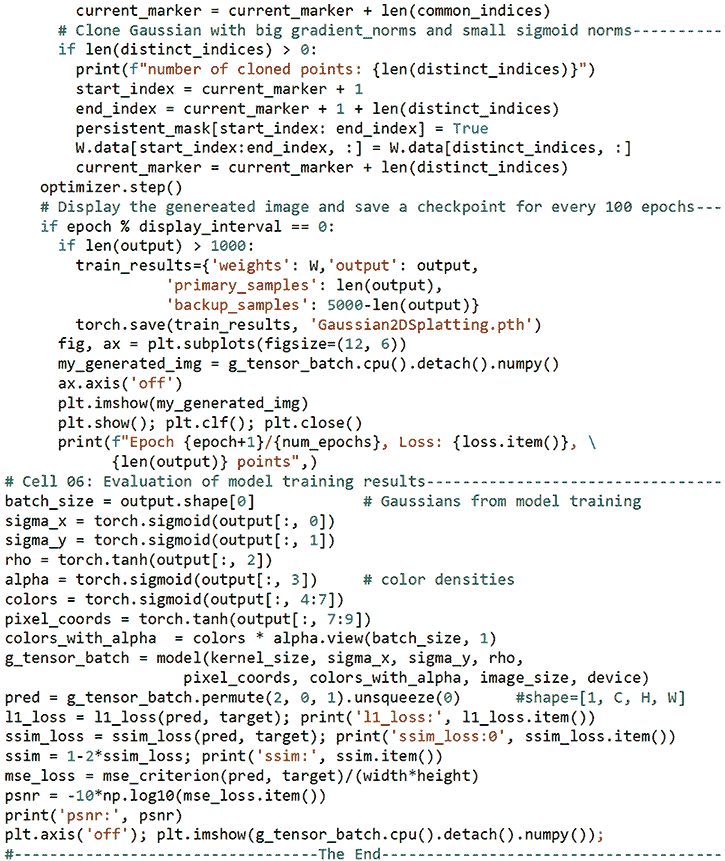 current_marker = current_marker + len(common_indices)
      # Clone Gaussian with big gradient_norms and small sigmoid norms----------
      if len(distinct_indices) > 0:
        print(f"number of cloned points: {len(distinct_indices)}")
        start_index = current_marker + 1
        end_index = current_marker + 1 + len(distinct_indices)
        persistent_mask[start_index: end_index] = True
        W.data[start_index:end_index, :] = W.data[distinct_indices, :]
        current_marker = current_marker + len(distinct_indices)
    optimizer.step()
    # Display the genereated image and save a checkpoint for every 100 epochs---
    if epoch % display_interval == 0:
      if len(output) > 1000:
        train_results={'weights': W,'output': output,
                  'primary_samples': len(output),
                  'backup_samples': 5000-len(output)}
        torch.save(train_results, 'Gaussian2DSplatting.pth')
      fig, ax = plt.subplots(figsize=(12, 6))
      my_generated_img = g_tensor_batch.cpu().detach().numpy()
      ax.axis('off')
      plt.imshow(my_generated_img)
      plt.show(); plt.clf(); plt.close()
      print(f"Epoch {epoch+1}/{num_epochs}, Loss: {loss.item()}, \
            {len(output)} points",)
# Cell 06: Evaluation of model training results---------------------------------
batch_size = output.shape[0]            # Gaussians from model training
sigma_x = torch.sigmoid(output[:, 0])
sigma_y = torch.sigmoid(output[:, 1])
rho = torch.tanh(output[:, 2])
alpha = torch.sigmoid(output[:, 3])     # color densities
colors = torch.sigmoid(output[:, 4:7])
pixel_coords = torch.tanh(output[:, 7:9])
colors_with_alpha  = colors * alpha.view(batch_size, 1)
g_tensor_batch = model(kernel_size, sigma_x, sigma_y, rho,
                    pixel_coords, colors_with_alpha, image_size, device)
pred = g_tensor_batch.permute(2, 0, 1).unsqueeze(0)      #shape=[1, C, H, W]
l1_loss = l1_loss(pred, target); print('l1_loss:', l1_loss.item())
ssim_loss = ssim_loss(pred, target); print('ssim_loss:0', ssim_loss.item())
ssim = 1-2*ssim_loss; print('ssim:', ssim.item())
mse_loss = mse_criterion(pred, target)/(width*height)
psnr = -10*np.log10(mse_loss.item())
print('psnr:', psnr)
plt.axis('off'); plt.imshow(g_tensor_batch.cpu().detach().numpy());
#----------------------------------The End--------------------------------------